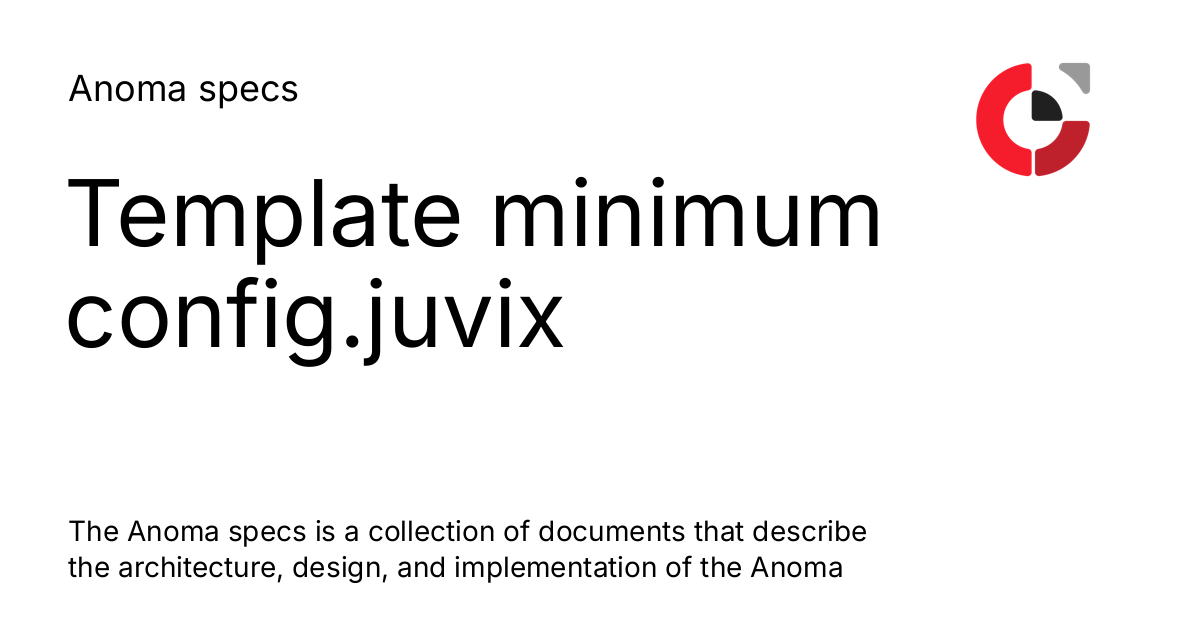 Anoma specs
Template minimum
config.juvix
The Anoma specs is a collection of documents that describe
the architecture, design, and implementation of the Anoma